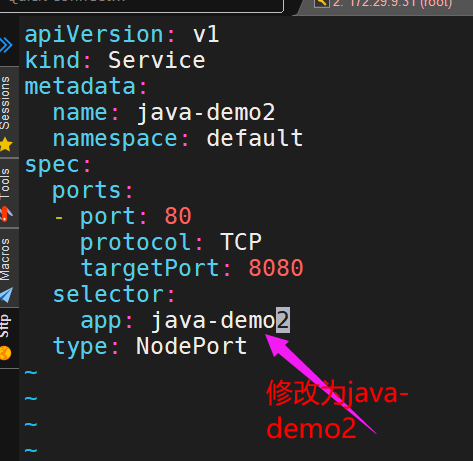 2. 172.29.9.31 (root)
apiVersion: v1
kind: Service
metadata:
  name: java-demo2
  namespace: default
spec:
  ports:
  - port: 80
    protocol: TCP
    targetPort: 8080
  selector:
    app: java-demo2
  type: NodePort
~
~
~
~
Sessions
Tools
Macros
Sftp
修改为java-
demo2